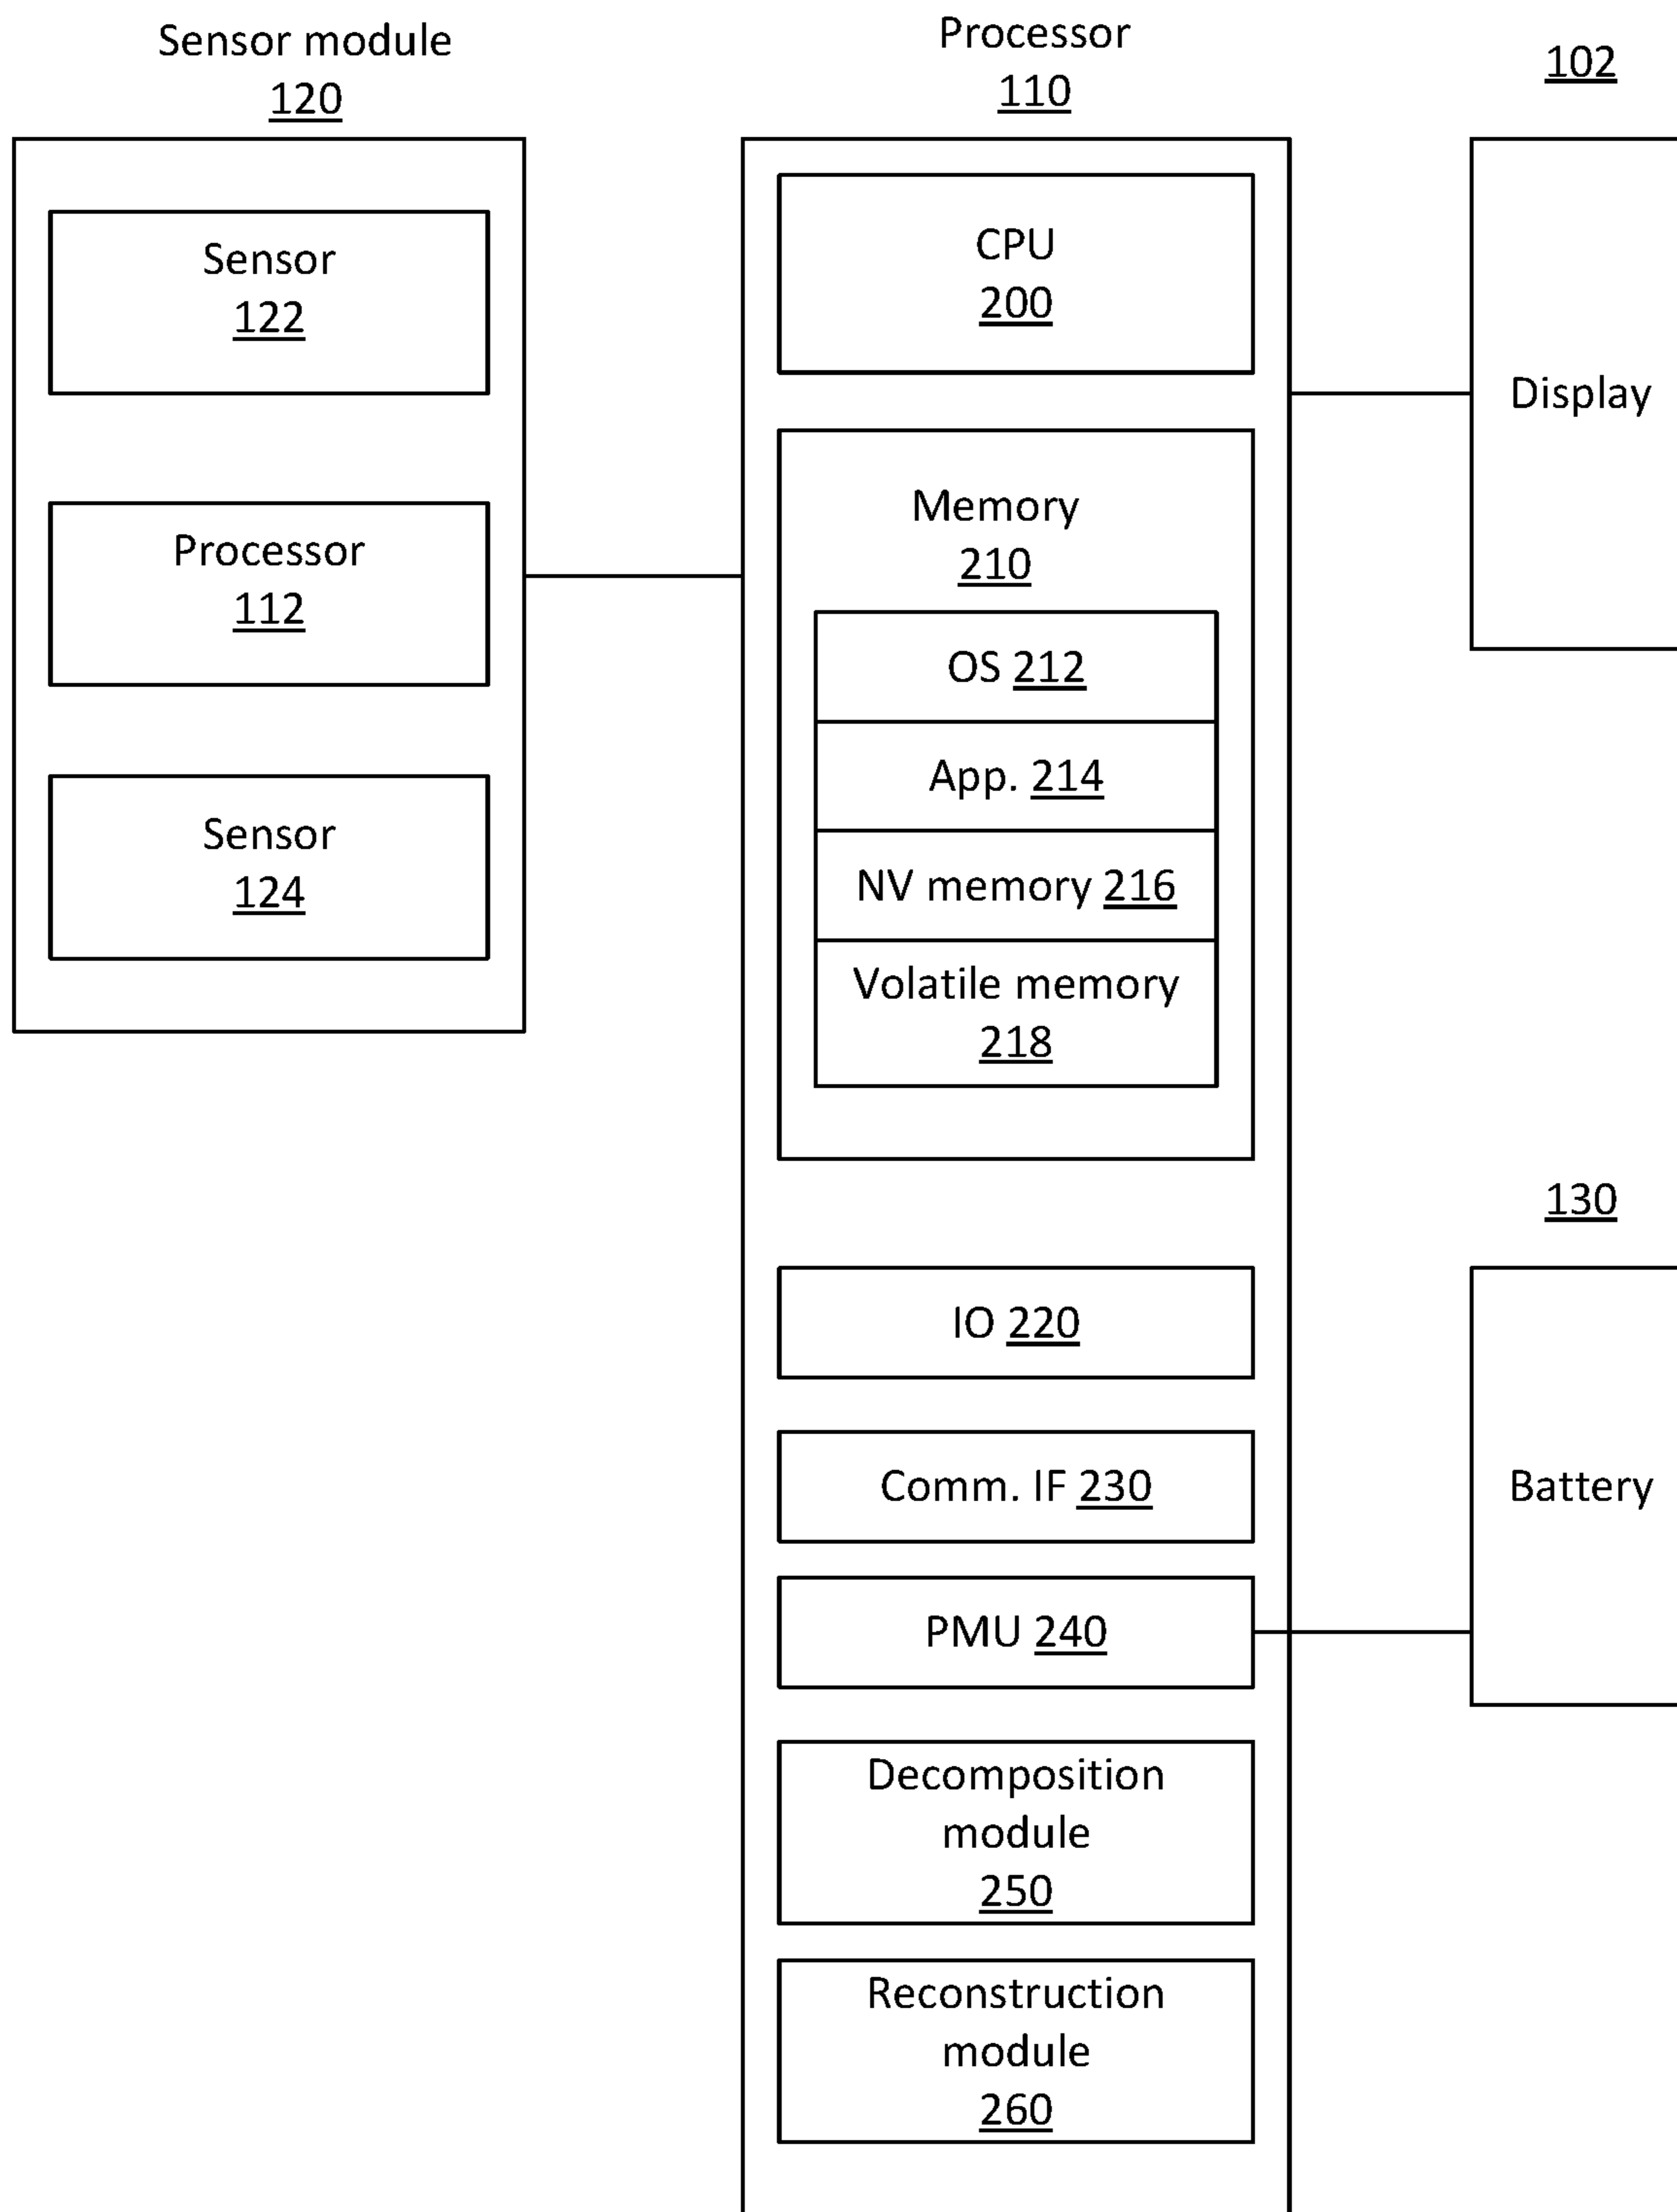 Sensor module
120
Sensor
122
Processor
112
Sensor
124
Processor
110
CPU
200
Memory
210
OS 212
App. 214
NV memory 216
Volatile memory
218
IO 220
Comm. IF 230
PMU 240
Decomposition
module
250
Reconstruction
module
260
102
Display
130
Battery